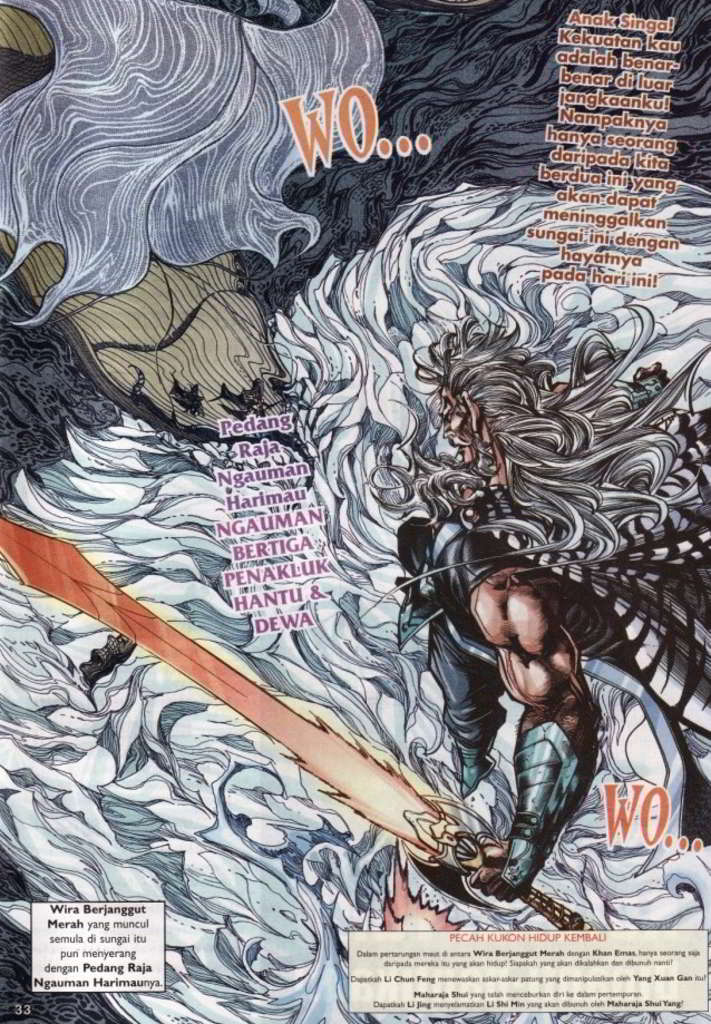 WO...
Anak Singa!
Kekuatan kau
adalah benar-
benar di luar
jangkaanku!
Nampaknya
hanya seorang
daripada kita
berdua ini yang
akan dapat
meninggalkan
sungai ini dengan
hayatnya
pada hari ini!
Pedang
Raja
Ngauman
Harimau
NGAUMAN
BERTIGA
PENAKLUK
HANTU &
DEWA
WO...
Wira Berjanggut
Merah yang muncul
semula di sungai itu
pun menyerang
dengan Pedang Raja
Ngauman Harimaunya.
PECAH KUKON HIDUP KEMBALI
Dalam pertarungan maut di antara Wira Berjanggut Merah dengan Khan Emas, hanya seorang saja
daripada mereka itu yang akan hidup! Siapakah yang akan dikalahkan dan dibunuh nanti?
Dapatkah Li Chun Feng menewaskan askar-askar patung yang dimanipulasikan oleh Yang Xuan Gan itu?
Maharaja Shui yang telah menceburkan diri ke dalam pertempuran.
Dapatkah Li Jing menyelamatkan Li Shi Min yang akan dibunuh oleh Maharaja Shui Yang?
33